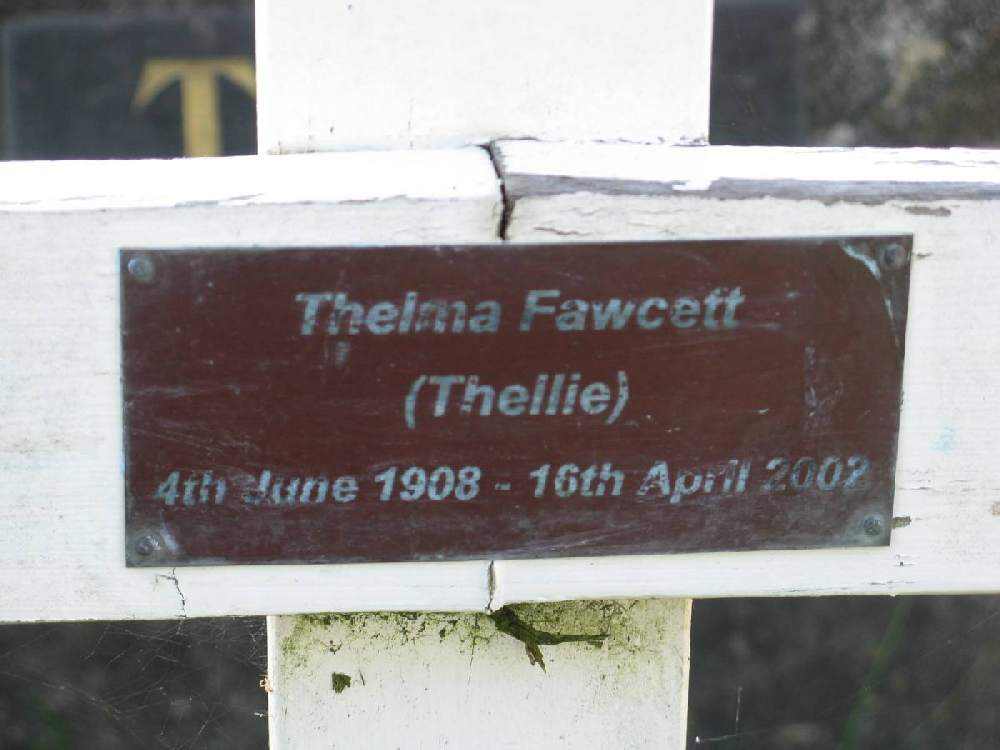 T
Thelma Fawcett
(Thellie)
4th June 1908 - 16th April 2002